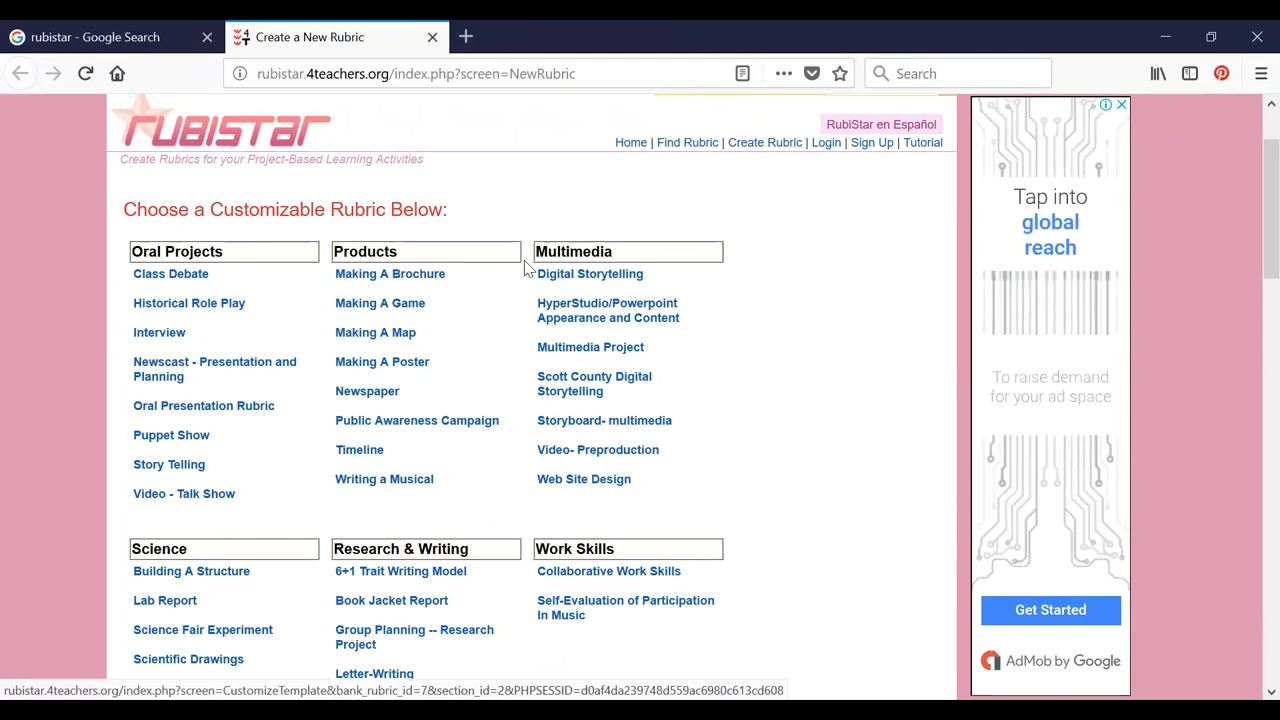 rubistar - Google Search
Create a New Rubric
rubistar.4teachers.org/index.php?screen=NewRubric
Search
rubistar
RubiStar en Español
Home | Find Rubric | Create Rubric | Login | Sign Up | Tutorial
Create Rubrics for your Project-Based Learning Activities
Choose a Customizable Rubric Below:
Oral Projects
Class Debate
Historical Role Play
Interview
Newscast - Presentation and
Planning
Oral Presentation Rubric
Puppet Show
Story Telling
Video - Talk Show
Products
Making A Brochure
Making A Game
Making A Map
Making A Poster
Newspaper
Public Awareness Campaign
Timeline
Writing a Musical
Multimedia
Digital Storytelling
HyperStudio/Powerpoint
Appearance and Content
Multimedia Project
Scott County Digital
Storytelling
Storyboard- multimedia
Video- Preproduction
Web Site Design
Science
Building A Structure
Lab Report
Science Fair Experiment
Scientific Drawings
Research & Writing
6+1 Trait Writing Model
Book Jacket Report
Group Planning -- Research
Project
Letter-Writing
Work Skills
Collaborative Work Skills
Self-Evaluation of Participation
In Music
Tap into
global
reach
To raise demand
for your ad space
Get Started
AdMob by Google
rubistar.4teachers.org/index.php?screen=CustomizeTemplate&bank_rubric_id=7&section_id=2&PHPSESSID=d0af4da239748d559ac6980c613cd608